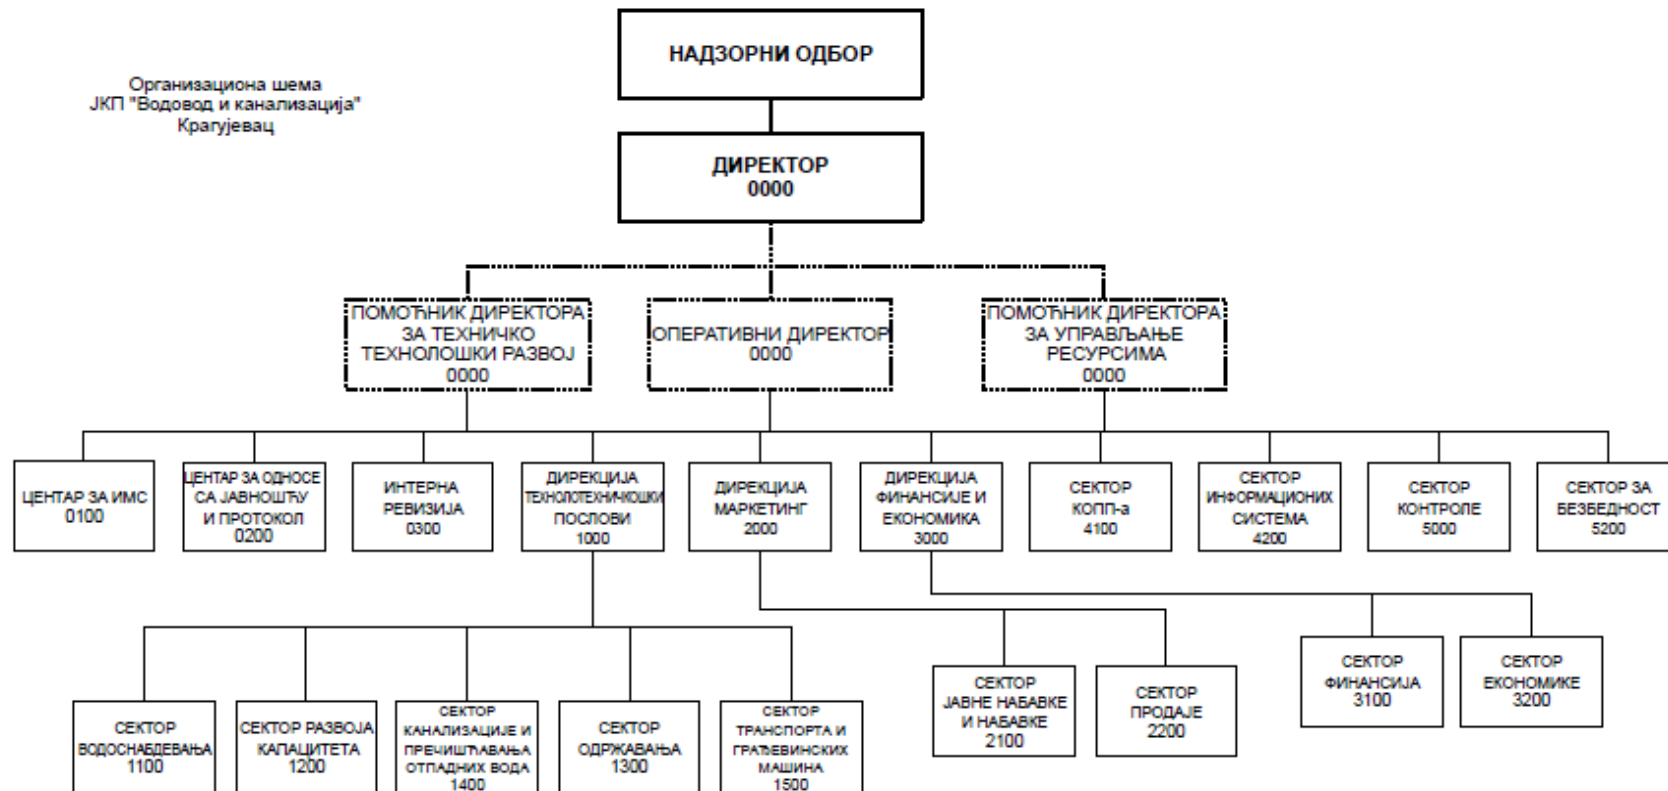 Организациона шема
ЈКП "Водовод и канализација"
Крагујевац
НАДЗОРНИ ОДБОР
ДИРЕКТОР
0000
ПОМОЋНИК ДИРЕКТОРА
ЗА ТЕХНИЧКО
ТЕХНОЛОШКИ РАЗВОЈ
0000
ОПЕРАТИВНИ ДИРЕКТОР
0000
ПОМОЋНИК ДИРЕКТОРА
ЗА УПРАВЉАЊЕ
РЕСУРСИМА
0000
ЦЕНТАР ЗА ИМС
0100
ЦЕНТАР ЗА ОДНОСЕ
СА ЈАВНОШЋУ
И ПРОТОКОЛ
0200
ИНТЕРНА
РЕВИЗИЈА
0300
ДИРЕКЦИЈА
ТЕХНОЛОТЕХНИЧКОШКИ
ПОСЛОВИ
1000
ДИРЕКЦИЈА
МАРКЕТИНГ
2000
ДИРЕКЦИЈА
ФИНАНСИЈЕ И
ЕКОНОМИКА
3000
СЕКТОР
КОПП-а
4100
СЕКТОР
ИНФОРМАЦИОНИХ
СИСТЕМА
4200
СЕКТОР
КОНТРОЛЕ
5000
СЕКТОР ЗА
БЕЗБЕДНОСТ
5200
СЕКТОР
ВОДОСНАБДЕВАЊА
1100
СЕКТОР РАЗВОЈА
КАПАЦИТЕТА
1200
СЕКТОР
КАНАЛИЗАЦИЈЕ И
ПРЕЧИШЋАВАЊА
ОТПАДНИХ ВОДА
1400
СЕКТОР
ОДРЖАВАЊА
1300
СЕКТОР
ТРАНСПОРТА И
ГРАЂЕВИНСКИХ
МАШИНА
1500
СЕКТОР
ЈАВНЕ НАБАВКЕ
И НАБАВКЕ
2100
СЕКТОР
ПРОДАЈЕ
2200
СЕКТОР
ФИНАНСИЈА
3100
СЕКТОР
ЕКОНОМИКЕ
3200